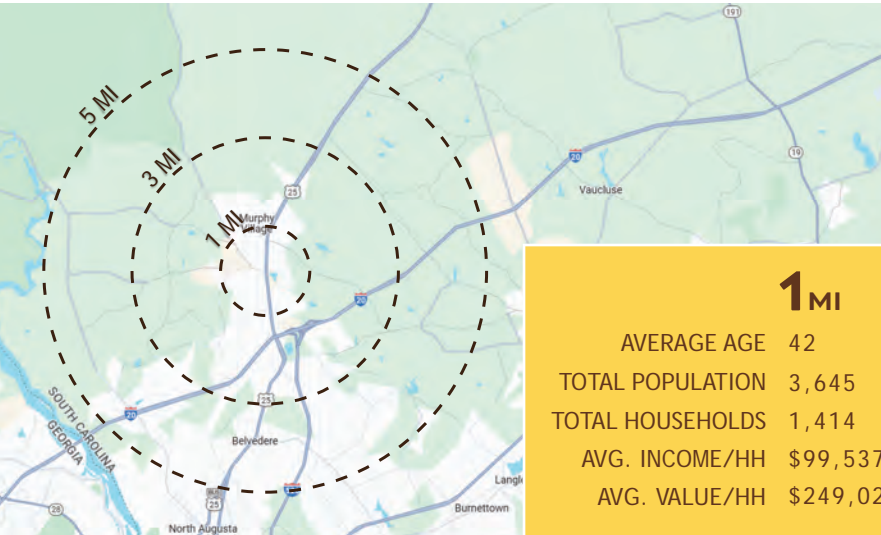 191
5 MI
3 MI
20
19
25
Vaucluse
1 MI
Murphy
Village
20
1 MI
AVERAGE AGE 42
TOTAL POPULATION 3,645
TOTAL HOUSEHOLDS 1,414
AVG. INCOME/HH $99,537
AVG. VALUE/HH $249,02
SOUTH CAROLINA
GEORGIA
20
25
Belvedere
Langl
25
28
Burnettown
North Augusta